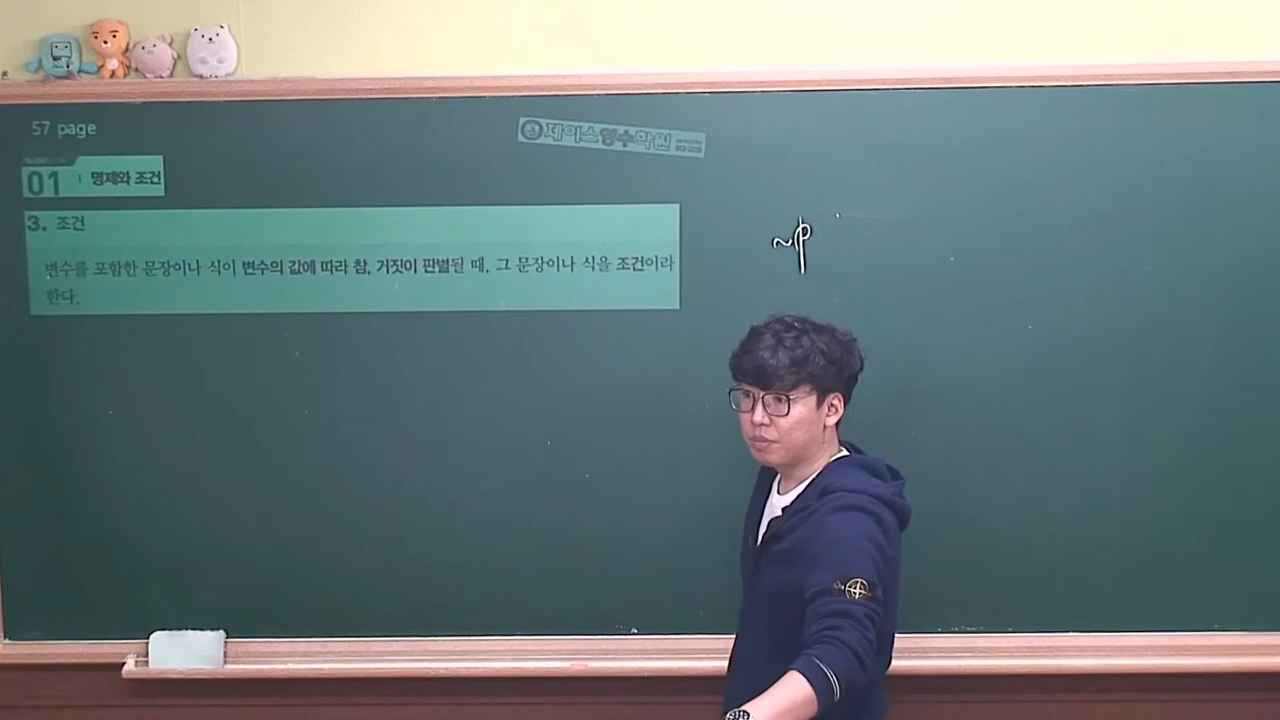 57 page
제이스영수학원
01 명제와 조건
3. 조건
변수를 포함한 문장이나 식이 변수의 값에 따라 참, 거짓이 판별될 때, 그 문장이나 식을 조건이라
한다.
~p